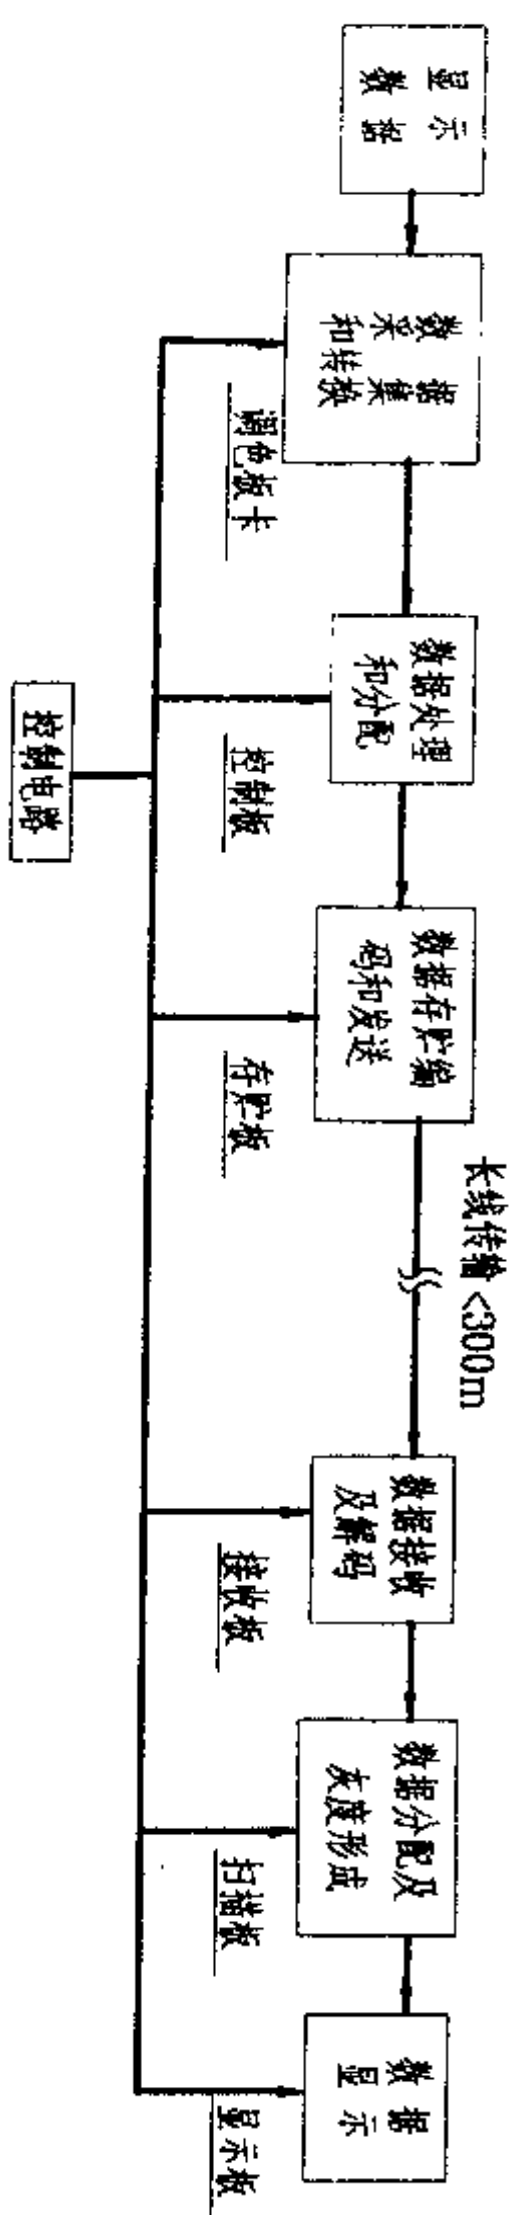 显示
数据
数据
采集
和
转换
调色板卡
数据处理
和分配
控制板
控制电路
数据存贮编
码和发送
存贮板
长线传输<300m
数据接收
及解码
接收板
数据分配及
灰度形成
扫描板
数据
显示
显示板